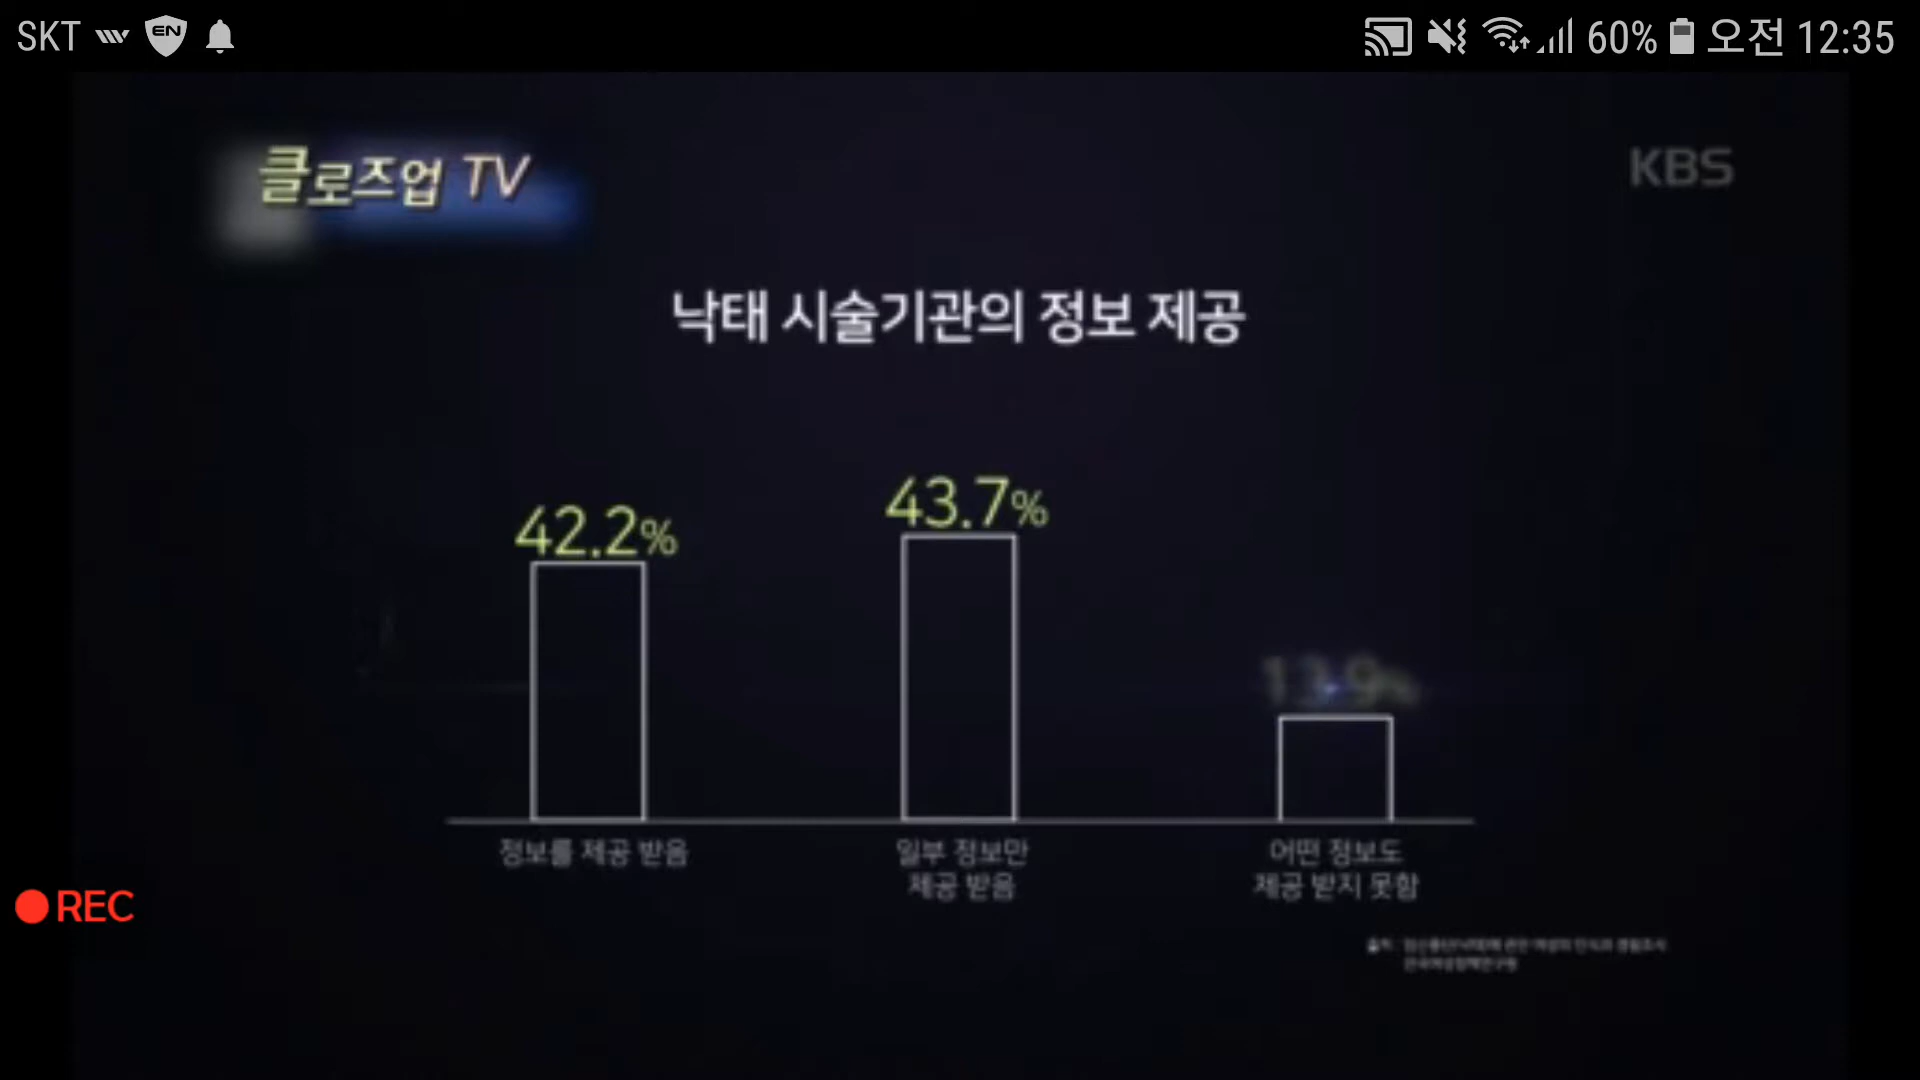 SKT EN 60% 오전 12:35
클로즈업 TV
KBS
낙태 시술기관의 정보 제공
42.2%
43.7%
13.9%
정보를 제공 받음
일부 정보만
제공 받음
어떤 정보도
제공 받지 못함
REC
출처